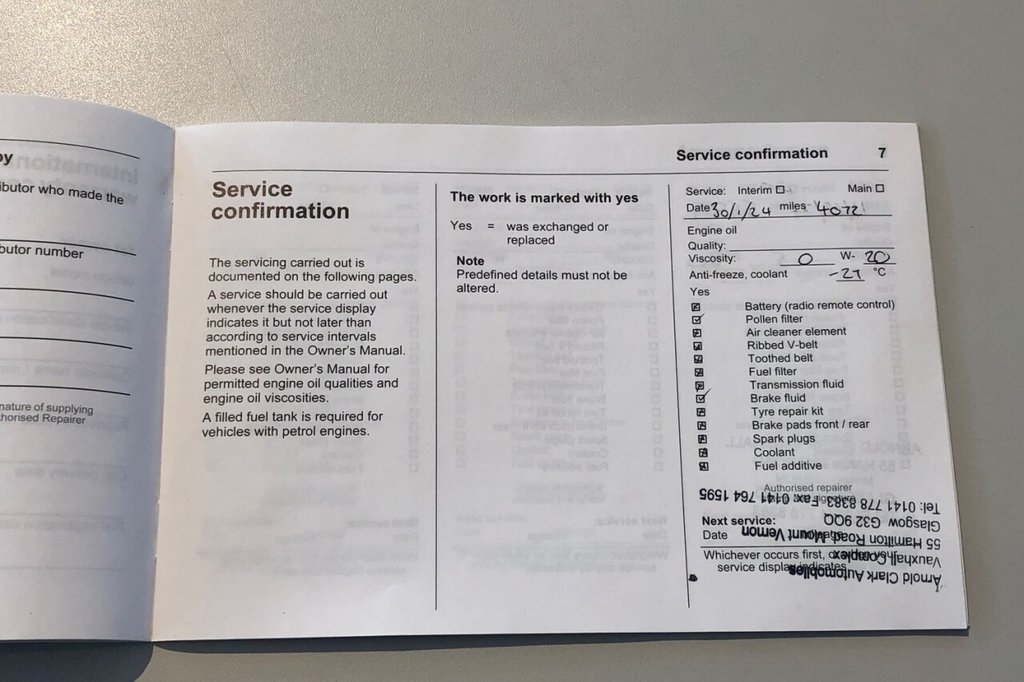 by
ibutor who made the
butor number
nature of supplying
horised Repairer
Service confirmation 7
Service
confirmation
The servicing carried out is
documented on the following pages.
A service should be carried out
whenever the service display
indicates it but not later than
according to service intervals
mentioned in the Owner's Manual.
Please see Owner's Manual for
permitted engine oil qualities and
engine oil viscosities.
A filled fuel tank is required for
vehicles with petrol engines.
The work is marked with yes
Yes = was exchanged or
replaced
Note
Predefined details must not be
altered.
Service: Interim Main
Date 30/1/24 miles 4072
Engine oil
Quality:
Viscosity: 0 W- 20
Anti-freeze, coolant -27 °C
Yes
Battery (radio remote control)
Pollen filter
Air cleaner element
Ribbed V-belt
Toothed belt
Fuel filter
Transmission fluid
Brake fluid
Tyre repair kit
Brake pads front / rear
Spark plugs
Coolant
Fuel additive
Authorised repairer
Next service:
Date
Whichever occurs first, or
service display indicates
Arnold Clark Automobiles
Vauxhall Complex
55 Hamilton Road Mount Vernon
Glasgow G32 9QQ
Tel: 0141 778 8383 Fax: 0141 764 1595